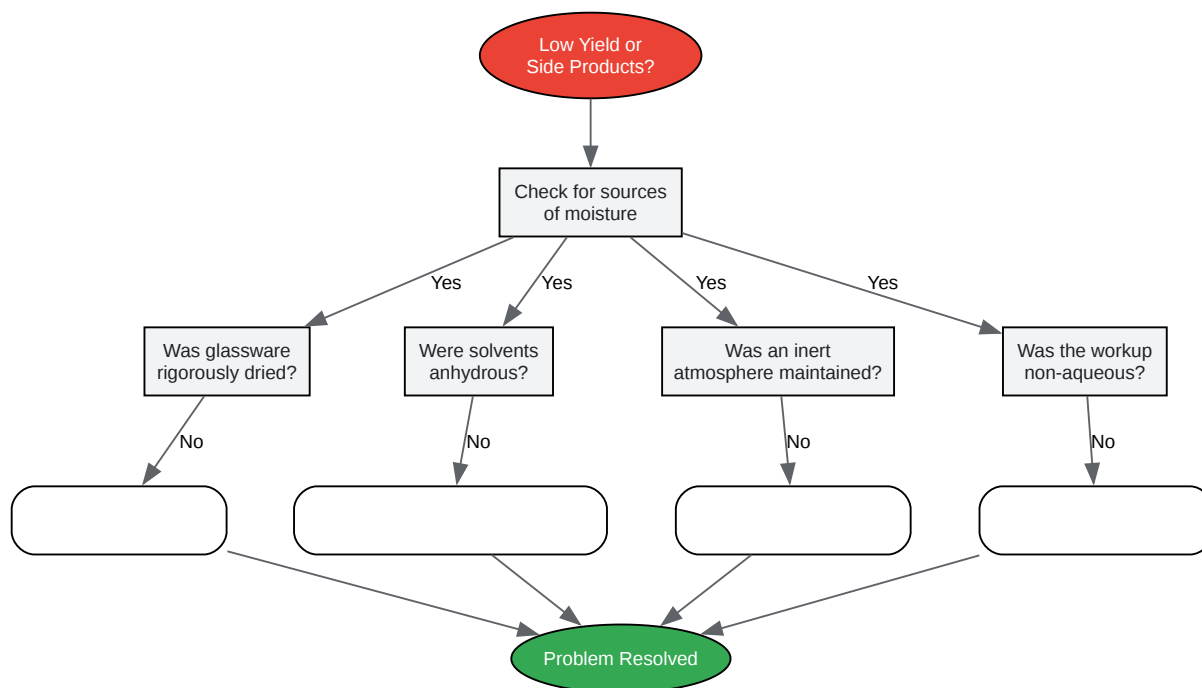 Low Yield or
Side Products?
Check for sources
of moisture
Yes
Yes
Yes
Yes
Was glassware
rigorously dried?
Were solvents
anhydrous?
Was an inert
atmosphere maintained?
Was the workup
non-aqueous?
No
No
No
No
Problem Resolved